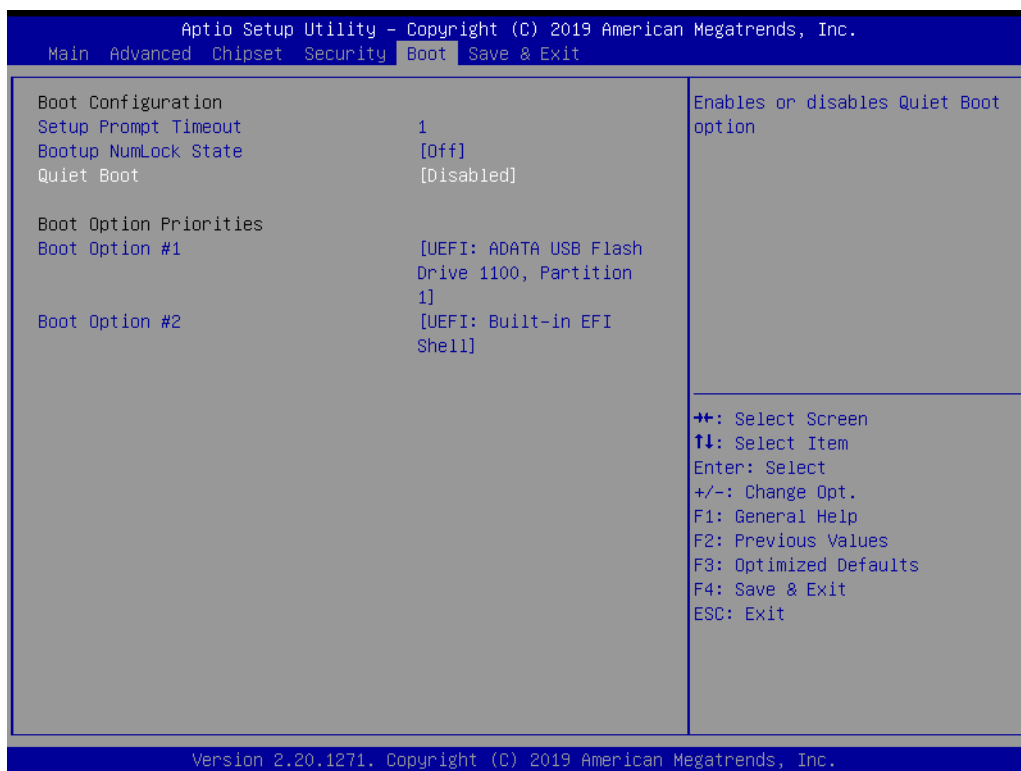 Aptio Setup Utility – Copyright (C) 2019 American Megatrends, Inc.
Main Advanced Chipset Security Boot Save & Exit
Boot Configuration
Setup Prompt Timeout 1
Bootup NumLock State [Off]
Quiet Boot [Disabled]
Boot Option Priorities
Boot Option #1 [UEFI: ADATA USB Flash
Drive 1100, Partition
1]
Boot Option #2 [UEFI: Built-in EFI
Shell]
Enables or disables Quiet Boot
option
→←: Select Screen
↑↓: Select Item
Enter: Select
+/-: Change Opt.
F1: General Help
F2: Previous Values
F3: Optimized Defaults
F4: Save & Exit
ESC: Exit
Version 2.20.1271. Copyright (C) 2019 American Megatrends, Inc.